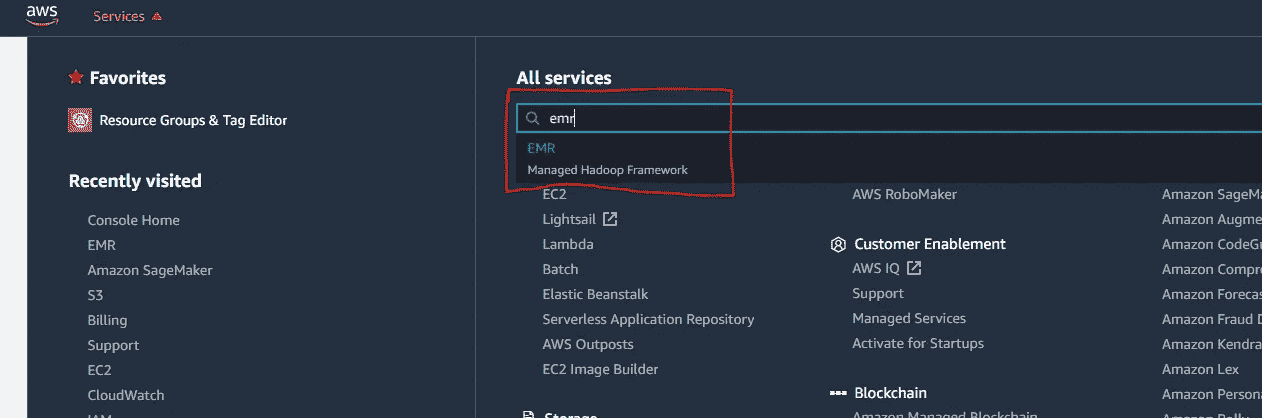 aws
Services
Favorites
Resource Groups & Tag Editor
Recently visited
Console Home
EMR
Amazon SageMaker
S3
Billing
Support
EC2
CloudWatch
IAM
All services
emr
EMR
Managed Hadoop Framework
EC2
Lightsail
Lambda
Batch
Elastic Beanstalk
Serverless Application Repository
AWS Outposts
EC2 Image Builder
Storage
AWS RoboMaker
Customer Enablement
AWS IQ
Support
Managed Services
Activate for Startups
Blockchain
Amazon Managed Blockchain
Amazon SageMa
Amazon Augme
Amazon CodeGu
Amazon Compre
Amazon Forecas
Amazon Fraud D
Amazon Kendra
Amazon Lex
Amazon Persona
Amazon Polly